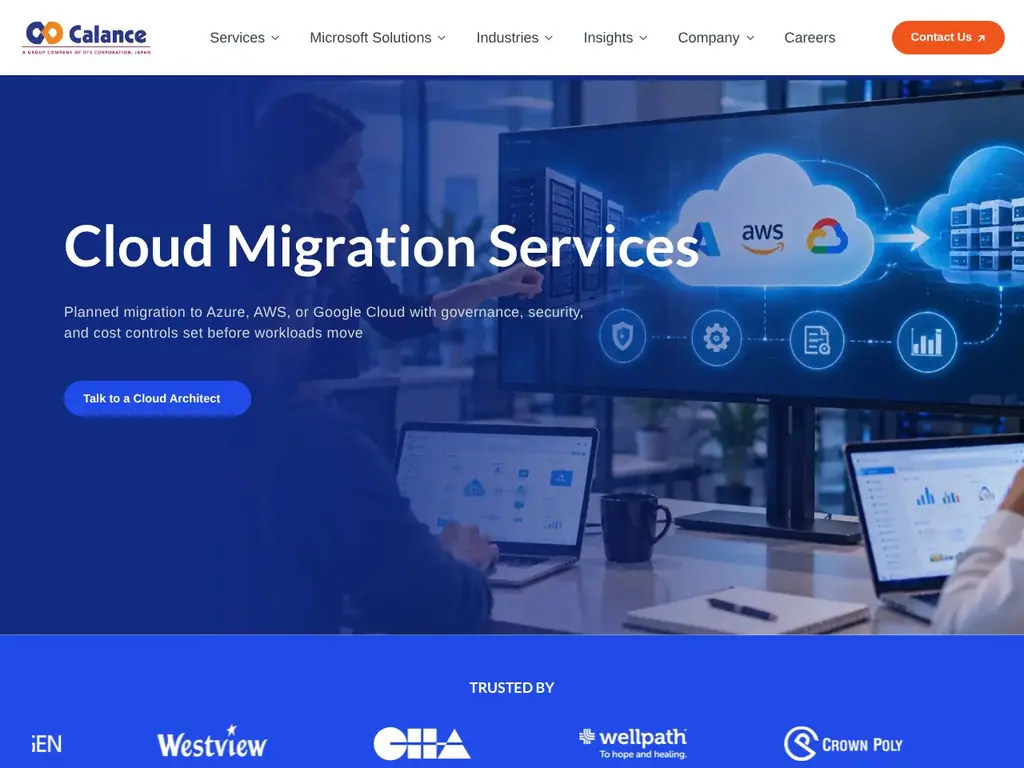 Calance
A GROUP COMPANY OF DTS CORPORATION, JAPAN
Services
Microsoft Solutions
Industries
Insights
Company
Careers
Contact Us
aws
Cloud Migration Services
Planned migration to Azure, AWS, or Google Cloud with governance, security,
and cost controls set before workloads move
Talk to a Cloud Architect
TRUSTED BY
Westview
CHA
wellpath
To hope and healing.
CROWN POLY